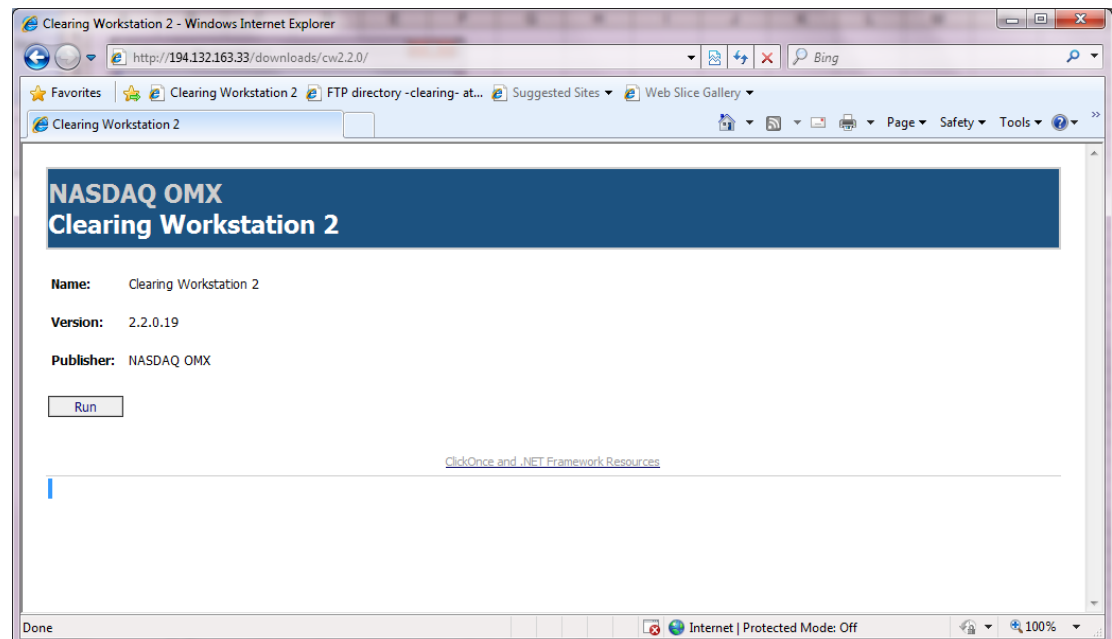 Clearing Workstation 2 - Windows Internet Explorer
http://194.132.163.33/downloads/cw2.2.0/
Bing
Favorites Clearing Workstation 2 FTP directory -clearing- at... Suggested Sites Web Slice Gallery
Clearing Workstation 2 Page Safety Tools »
NASDAQ OMX
Clearing Workstation 2
Name: Clearing Workstation 2
Version: 2.2.0.19
Publisher: NASDAQ OMX
Run
ClickOnce and .NET Framework Resources
Done Internet | Protected Mode: Off 100%